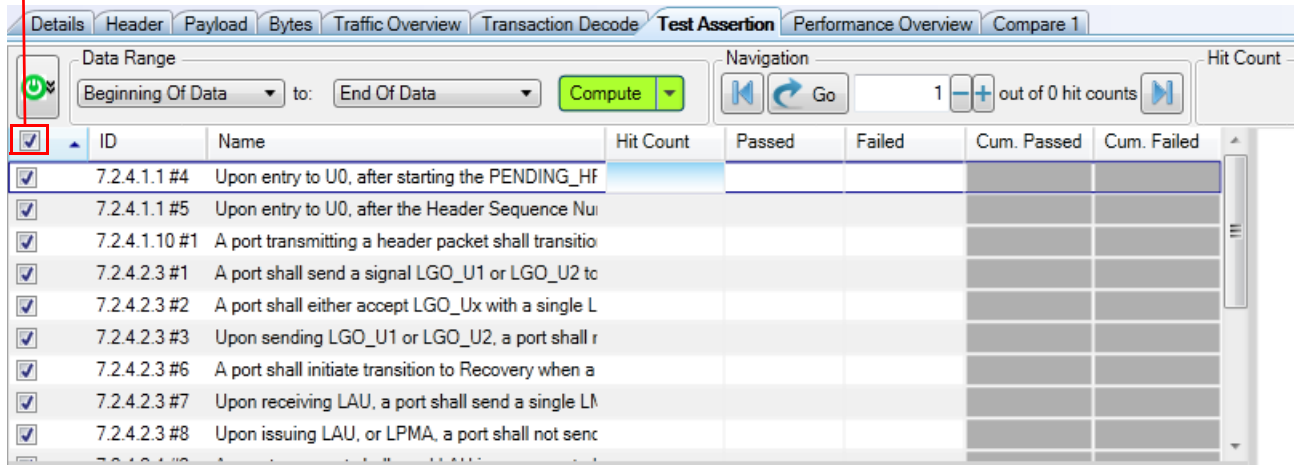 Details Header Payload Bytes Traffic Overview Transaction Decode Test Assertion Performance Overview Compare 1
Data Range Navigation Hit Count
Beginning Of Data to: End Of Data Compute Go 1 out of 0 hit counts
ID Name Hit Count Passed Failed Cum. Passed Cum. Failed
7.2.4.1.1 #4 Upon entry to U0, after starting the PENDING_HF
7.2.4.1.1 #5 Upon entry to U0, after the Header Sequence Nu
7.2.4.1.10 #1 A port transmitting a header packet shall transitio
7.2.4.2.3 #1 A port shall send a signal LGO_U1 or LGO_U2 to
7.2.4.2.3 #2 A port shall either accept LGO_Ux with a single L
7.2.4.2.3 #3 Upon sending LGO_U1 or LGO_U2, a port shall r
7.2.4.2.3 #6 A port shall initiate transition to Recovery when a
7.2.4.2.3 #7 Upon receiving LAU, a port shall send a single LM
7.2.4.2.3 #8 Upon issuing LAU, or LPMA, a port shall not send